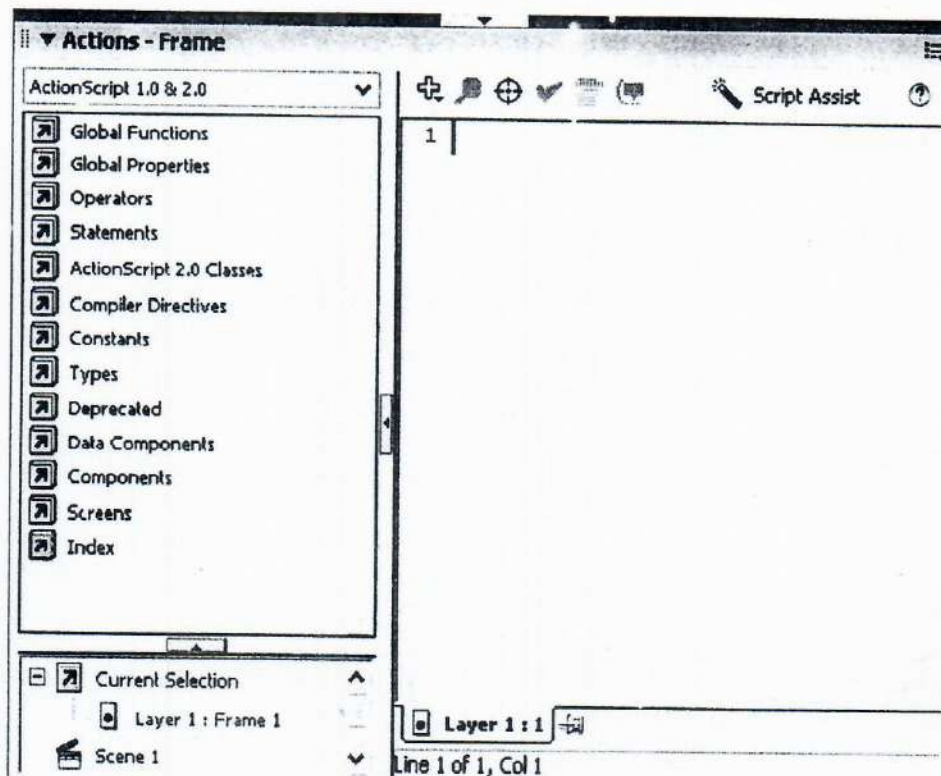 Actions - Frame
ActionScript 1.0 & 2.0
Global Functions
Global Properties
Operators
Statements
ActionScript 2.0 Classes
Compiler Directives
Constants
Types
Deprecated
Data Components
Components
Screens
Index
Current Selection
Layer 1 : Frame 1
Scene 1
Script Assist
1
Layer 1 : 1
Line 1 of 1, Col 1